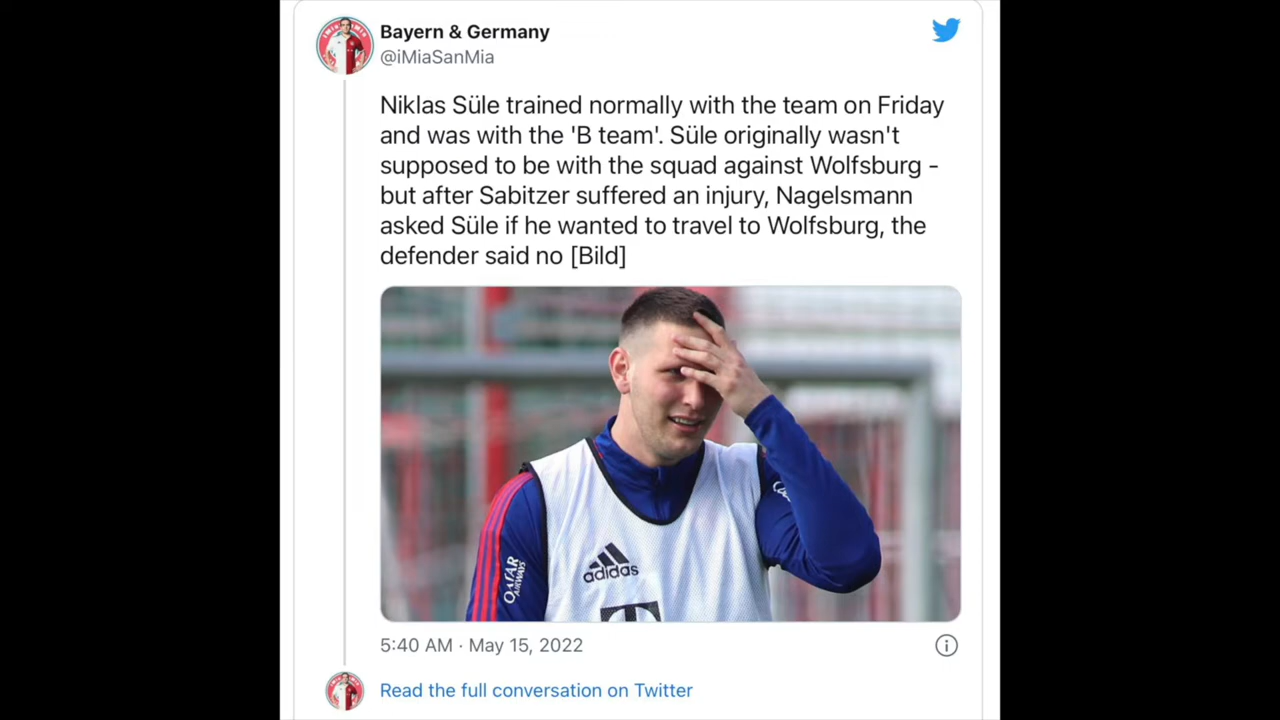 Bayern & Germany
@iMiaSanMia
Niklas Süle trained normally with the team on Friday
and was with the 'B team'. Süle originally wasn't
supposed to be with the squad against Wolfsburg -
but after Sabitzer suffered an injury, Nagelsmann
asked Süle if he wanted to travel to Wolfsburg, the
defender said no [Bild]
QATAR
AIRWAYS
adidas
T
5:40 AM · May 15, 2022
Read the full conversation on Twitter